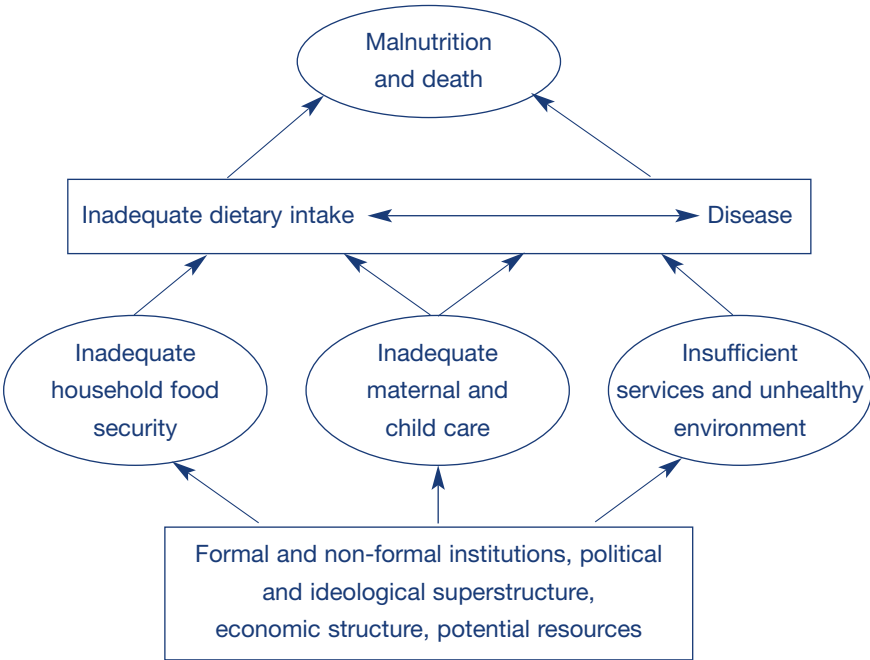 Malnutrition
and death
Inadequate dietary intake
Disease
Inadequate
household food
security
Inadequate
maternal and
child care
Insufficient
services and unhealthy
environment
Formal and non-formal institutions, political
and ideological superstructure,
economic structure, potential resources